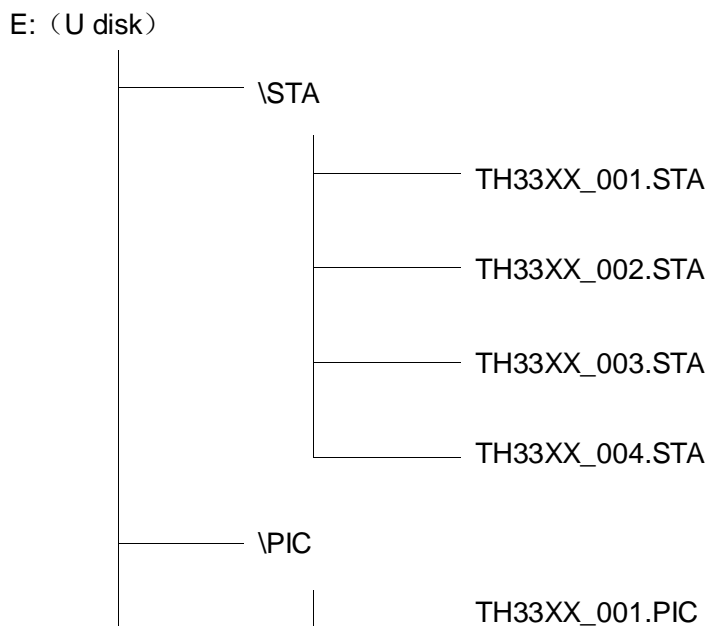 E:（U disk）
\STA
TH33XX_001.STA
TH33XX_002.STA
TH33XX_003.STA
TH33XX_004.STA
\PIC
TH33XX_001.PIC